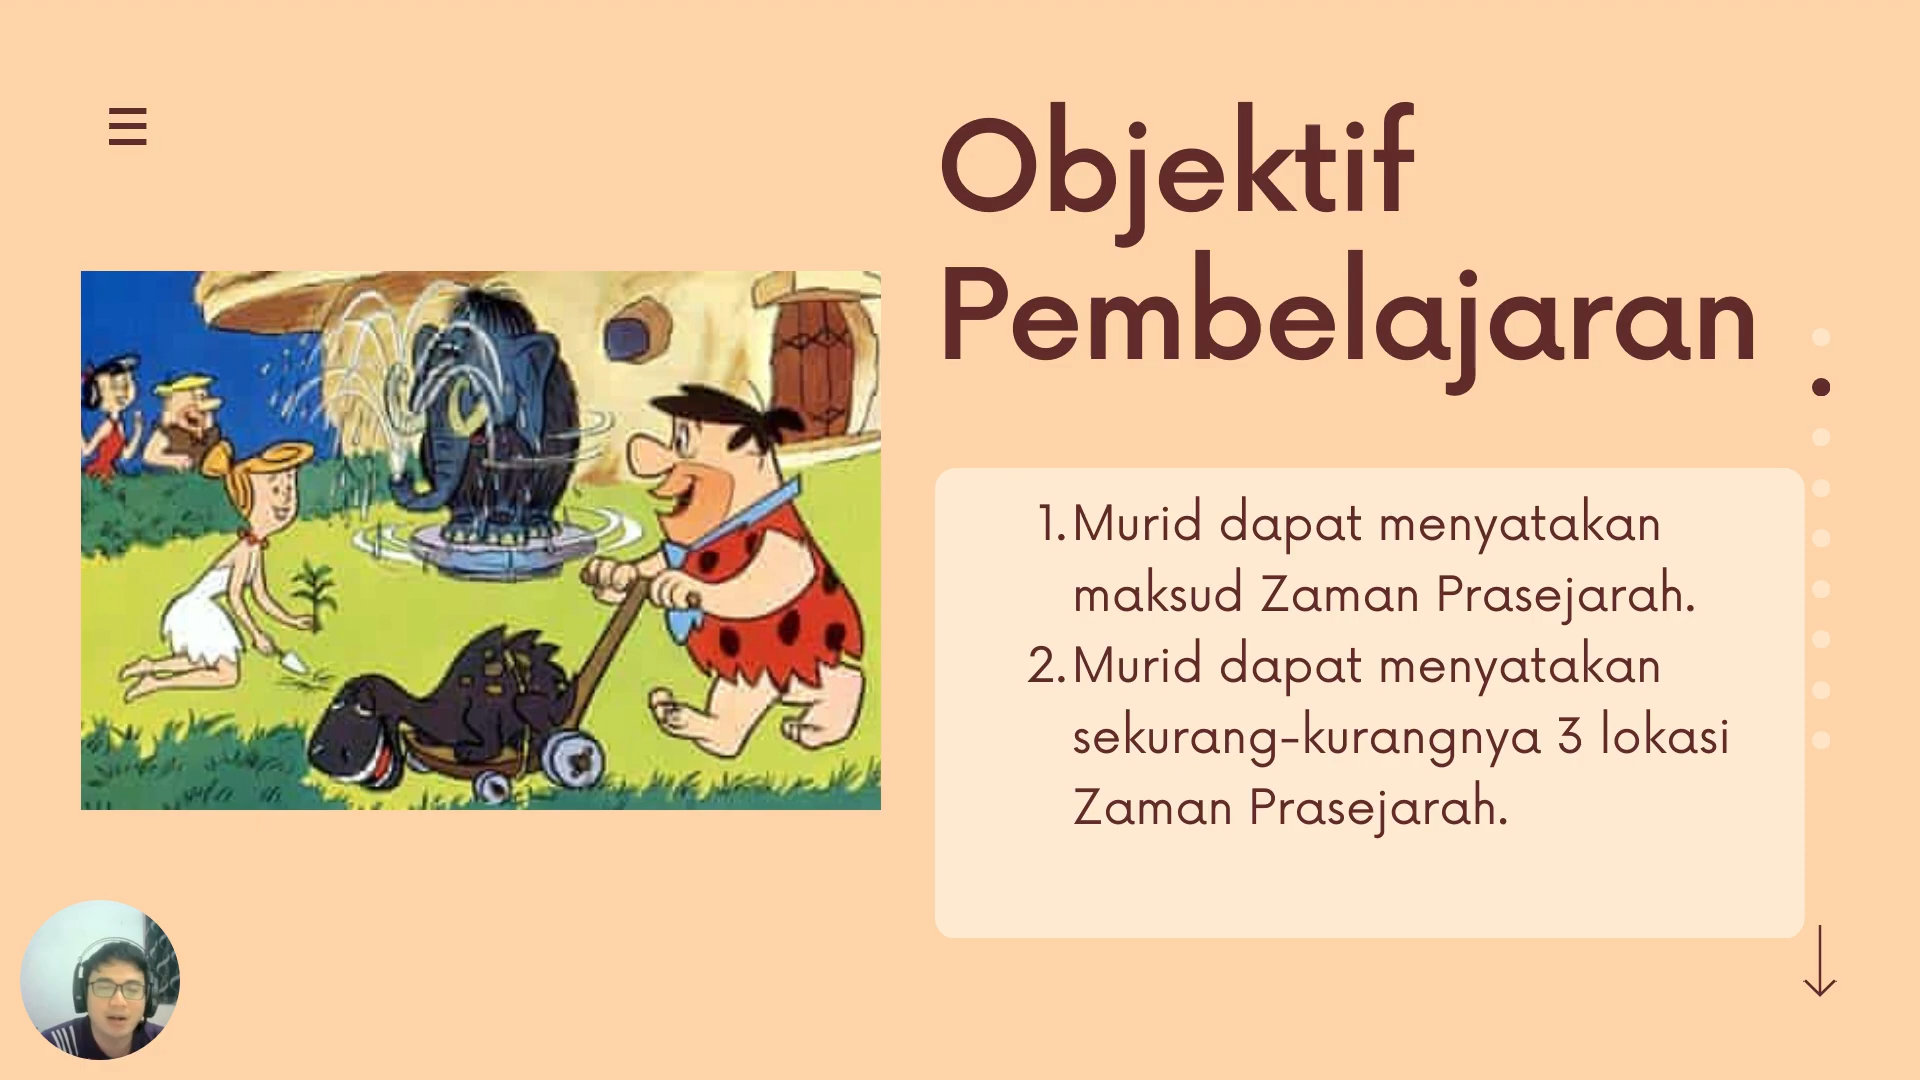 Objektif
Pembelajaran
1. Murid dapat menyatakan
maksud Zaman Prasejarah.
2. Murid dapat menyatakan
sekurang-kurangnya 3 lokasi
Zaman Prasejarah.